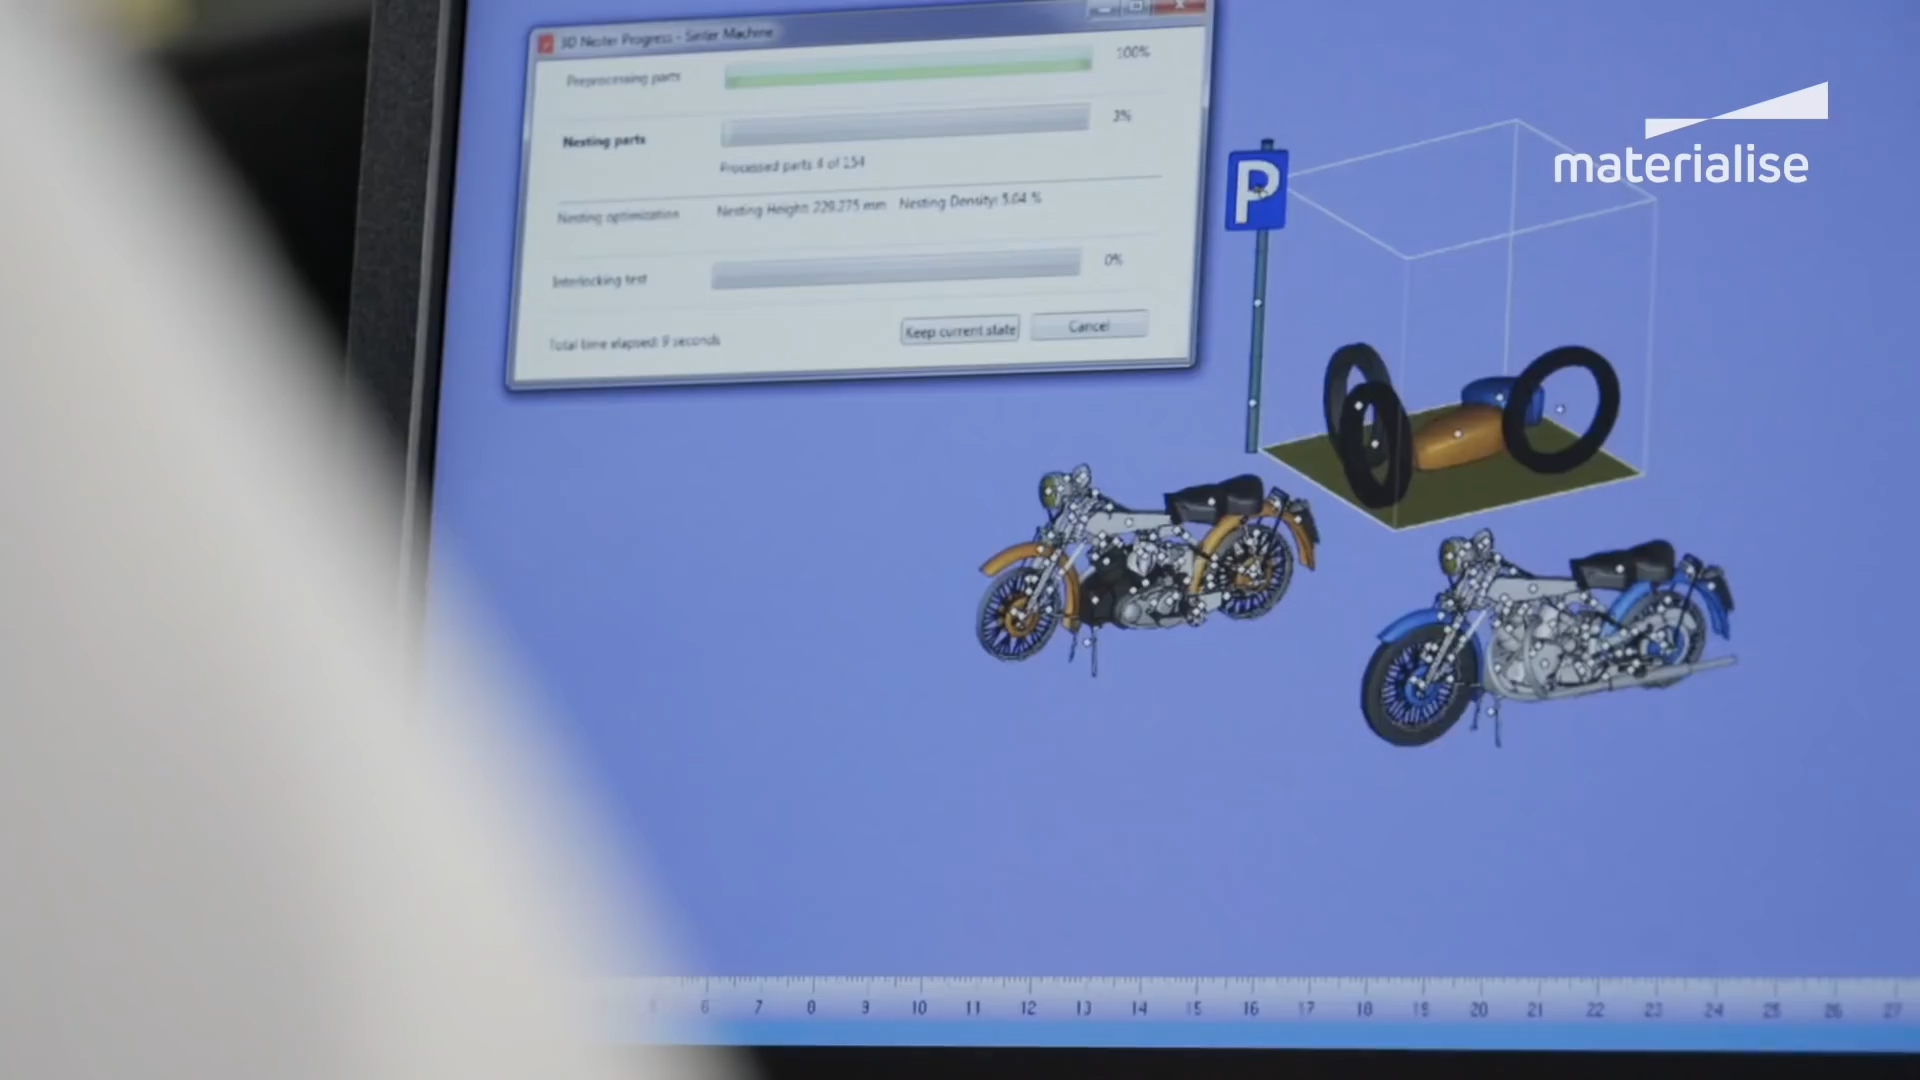 3D Nester Progress - Sinter Machine
Preprocessing parts 100%
Nesting parts 3%
Processed parts 4 of 154
Nesting optimization Nesting Height: 229.275 mm Nesting Density: 5.04 %
Interlocking test 0%
Total time elapsed: 9 seconds Keep current state Cancel
P
materialise
6 7 8 9 10 11 12 13 14 15 16 17 18 19 20 21 22 23 24 25 26 27